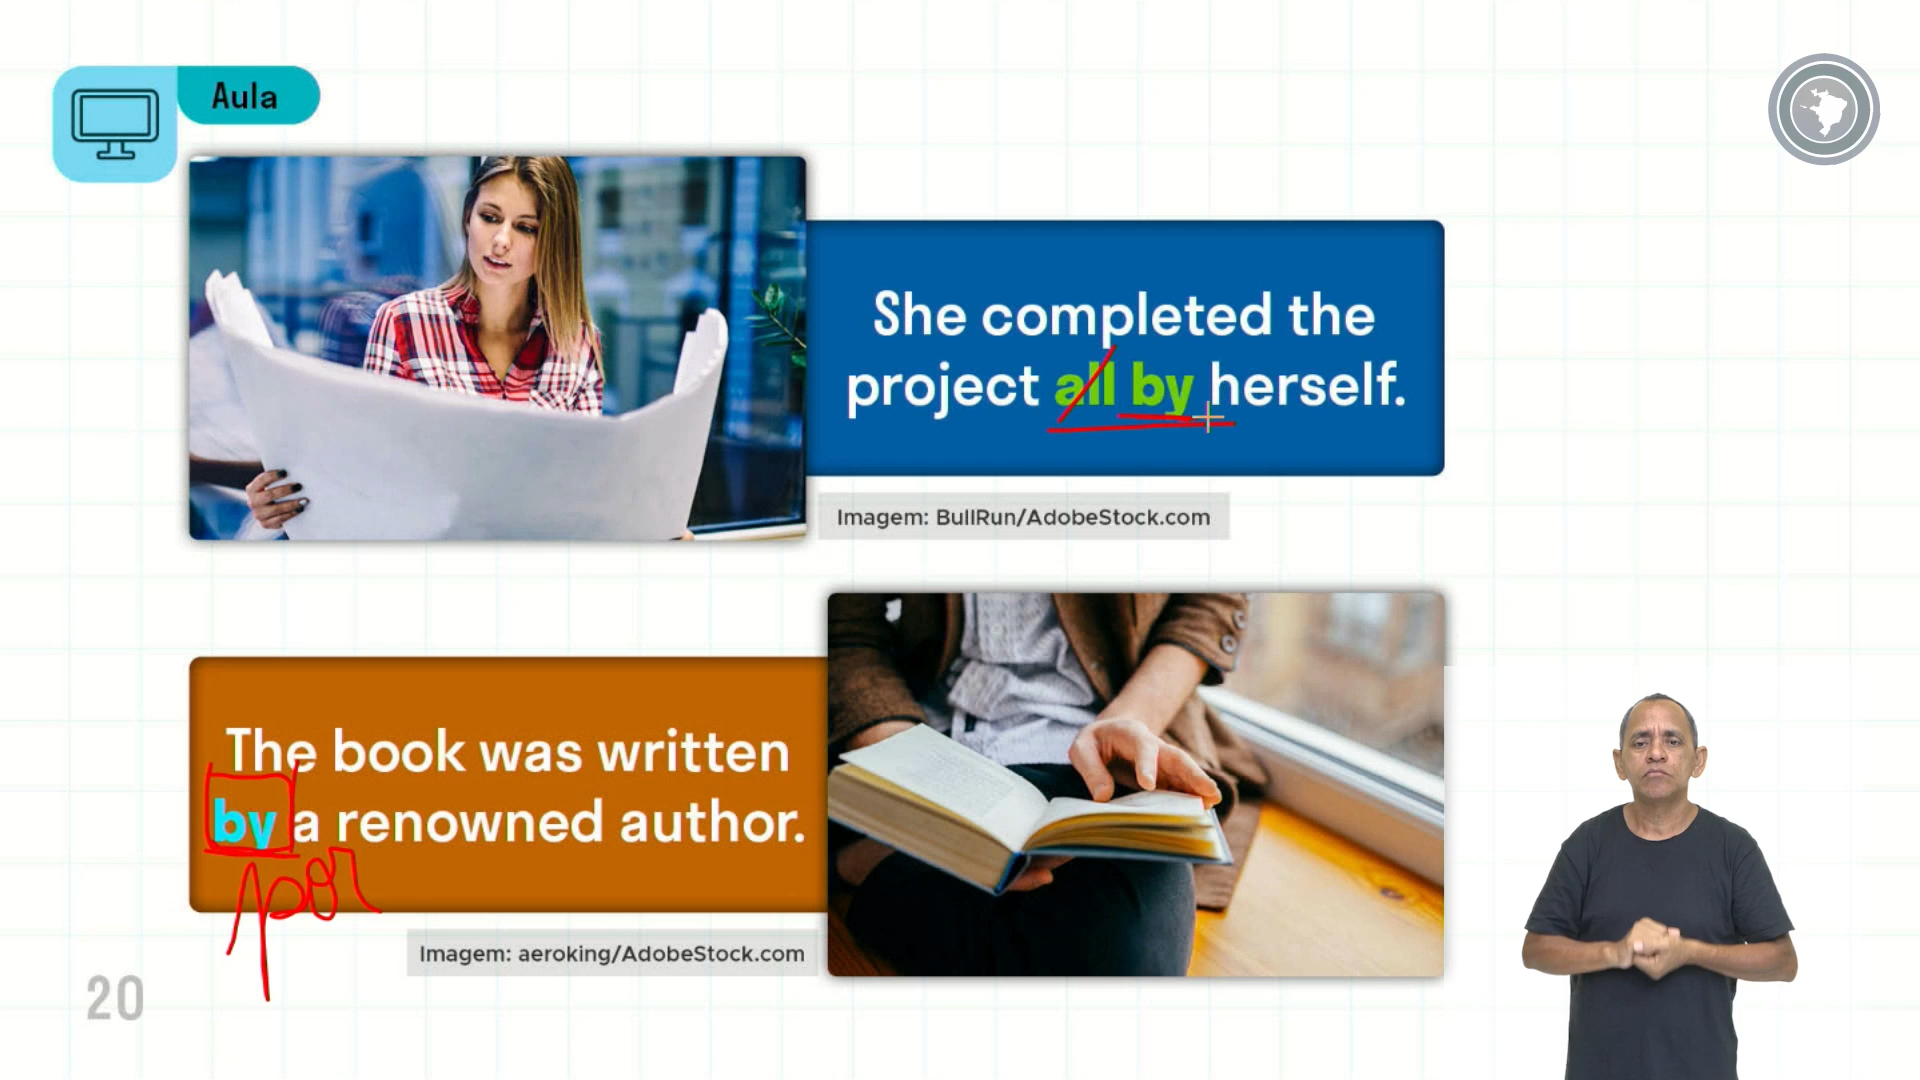 Aula
She completed the
project all by herself.
Imagem: BullRun/AdobeStock.com
The book was written
by a renowned author.
por
Imagem: aeroking/AdobeStock.com
20